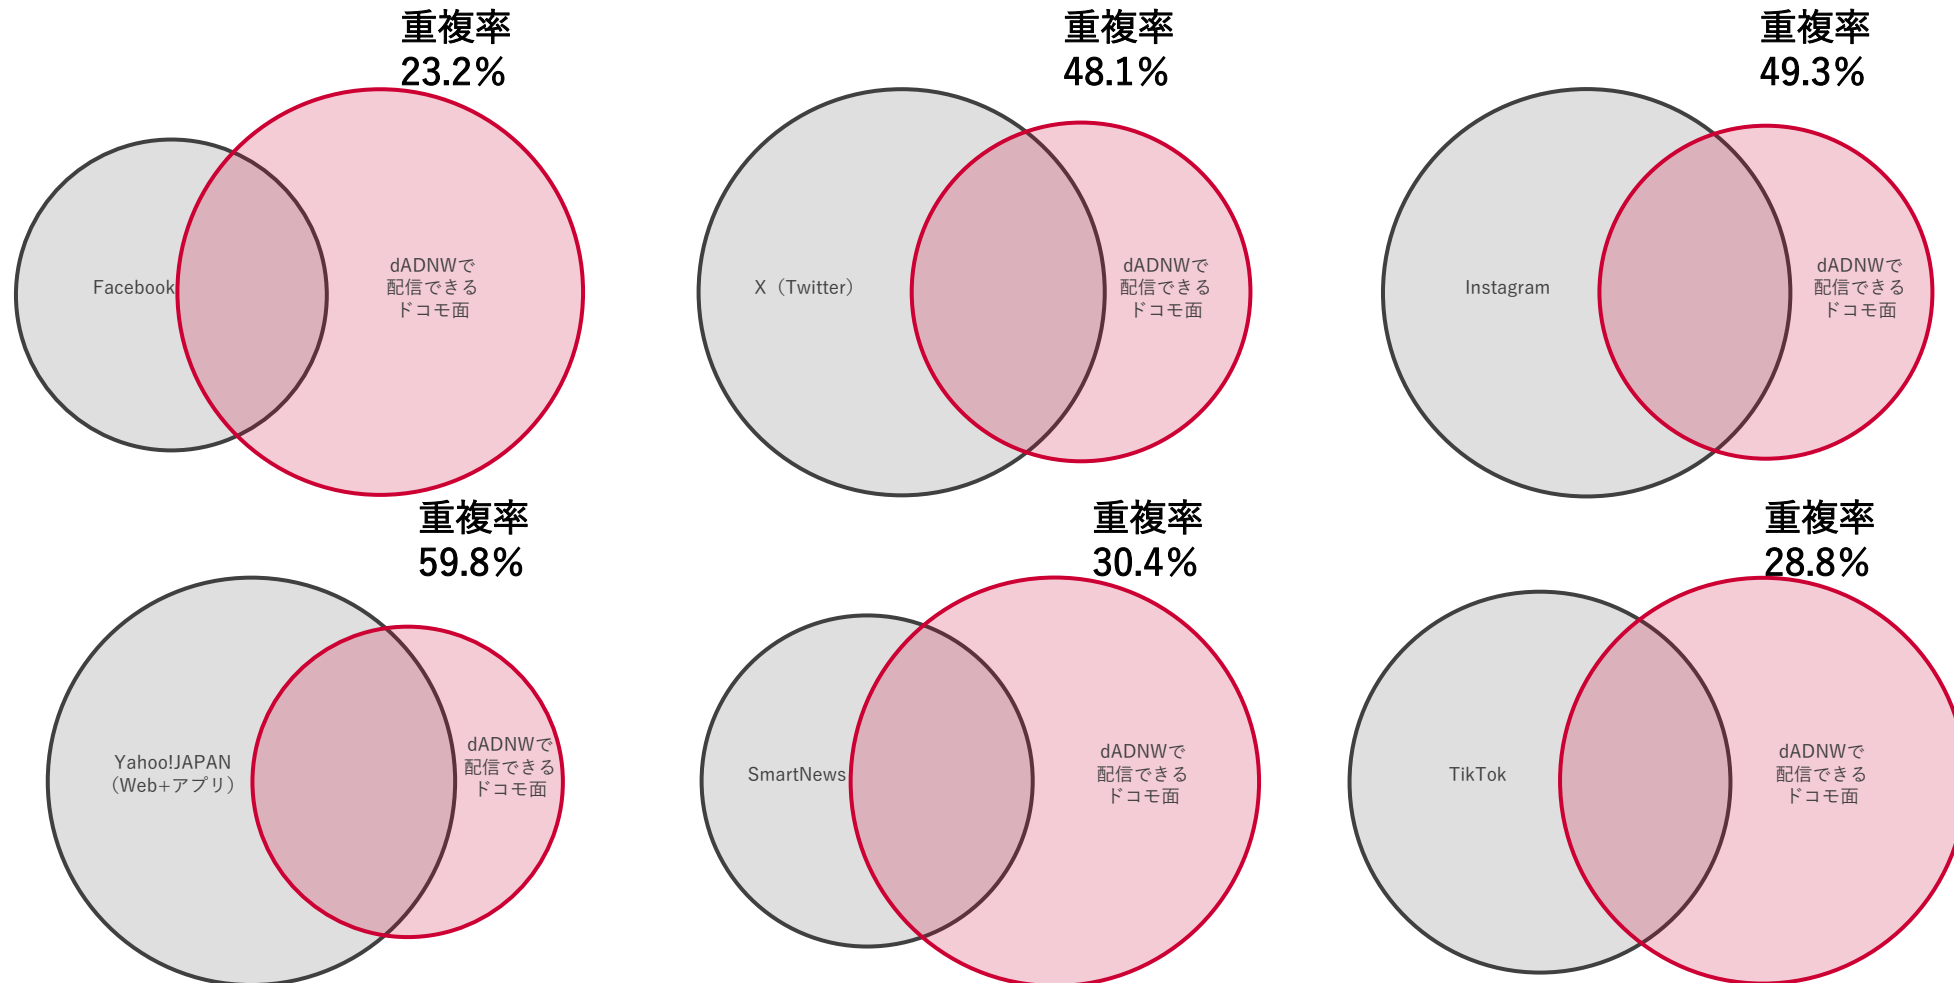 重複率
23.2%
Facebook
dADNWで
配信できる
ドコモ面
重複率
48.1%
X（Twitter）
dADNWで
配信できる
ドコモ面
重複率
49.3%
Instagram
dADNWで
配信できる
ドコモ面
重複率
59.8%
Yahoo!JAPAN
（Web+アプリ）
dADNWで
配信できる
ドコモ面
重複率
30.4%
SmartNews
dADNWで
配信できる
ドコモ面
重複率
28.8%
TikTok
dADNWで
配信できる
ドコモ面